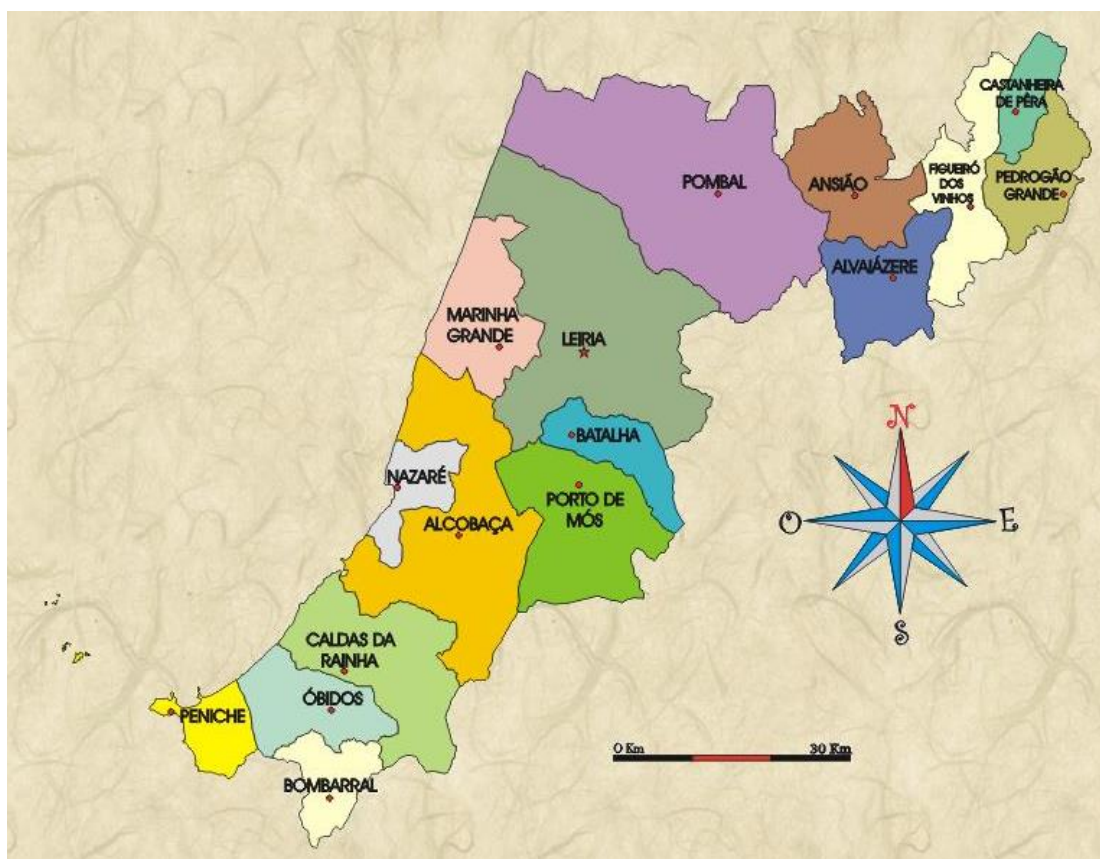 CASTANHEIRA
DE PÊRA
POMBAL
ANSIÃO
FIGUEIRÓ
DOS
VINHOS
PEDROGÃO
GRANDE
ALVAIÁZERE
MARINHA
GRANDE
LEIRIA
BATALHA
NAZARÉ
PORTO DE
MÓS
ALCOBAÇA
N
O
E
S
CALDAS DA
RAINHA
ÓBIDOS
PENICHE
BOMBARRAL
0 Km
30 Km